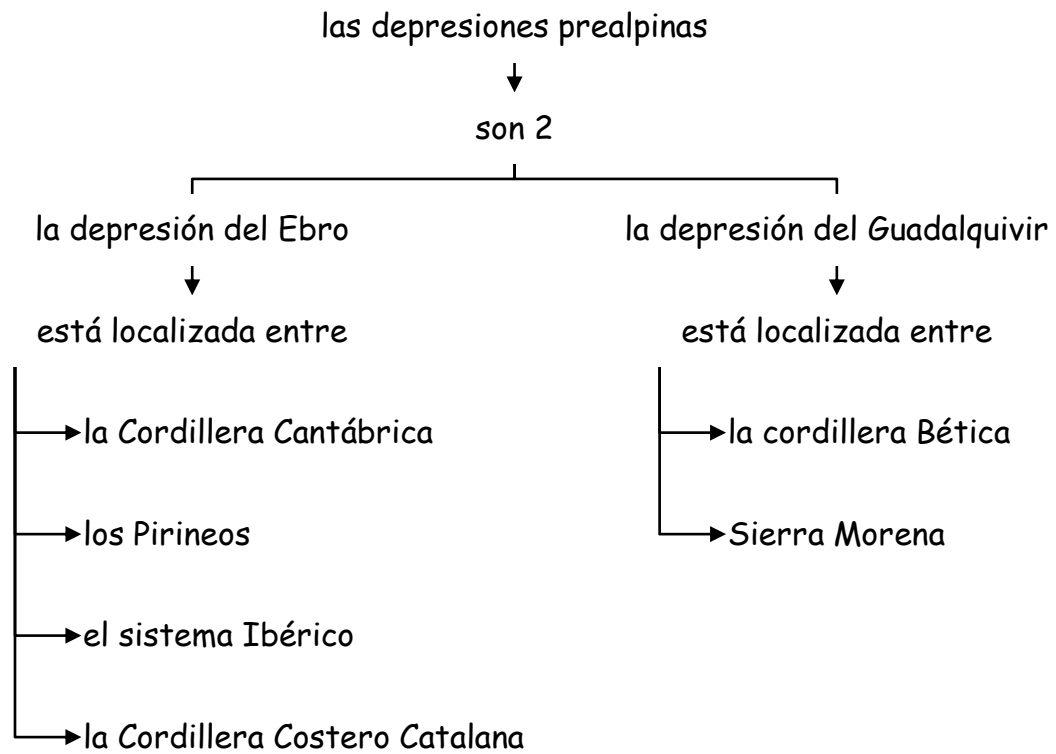 las depresiones prealpinas
son 2
la depresión del Ebro
está localizada entre
la Cordillera Cantábrica
los Pirineos
el sistema Ibérico
la Cordillera Costero Catalana
la depresión del Guadalquivir
está localizada entre
la cordillera Bética
Sierra Morena